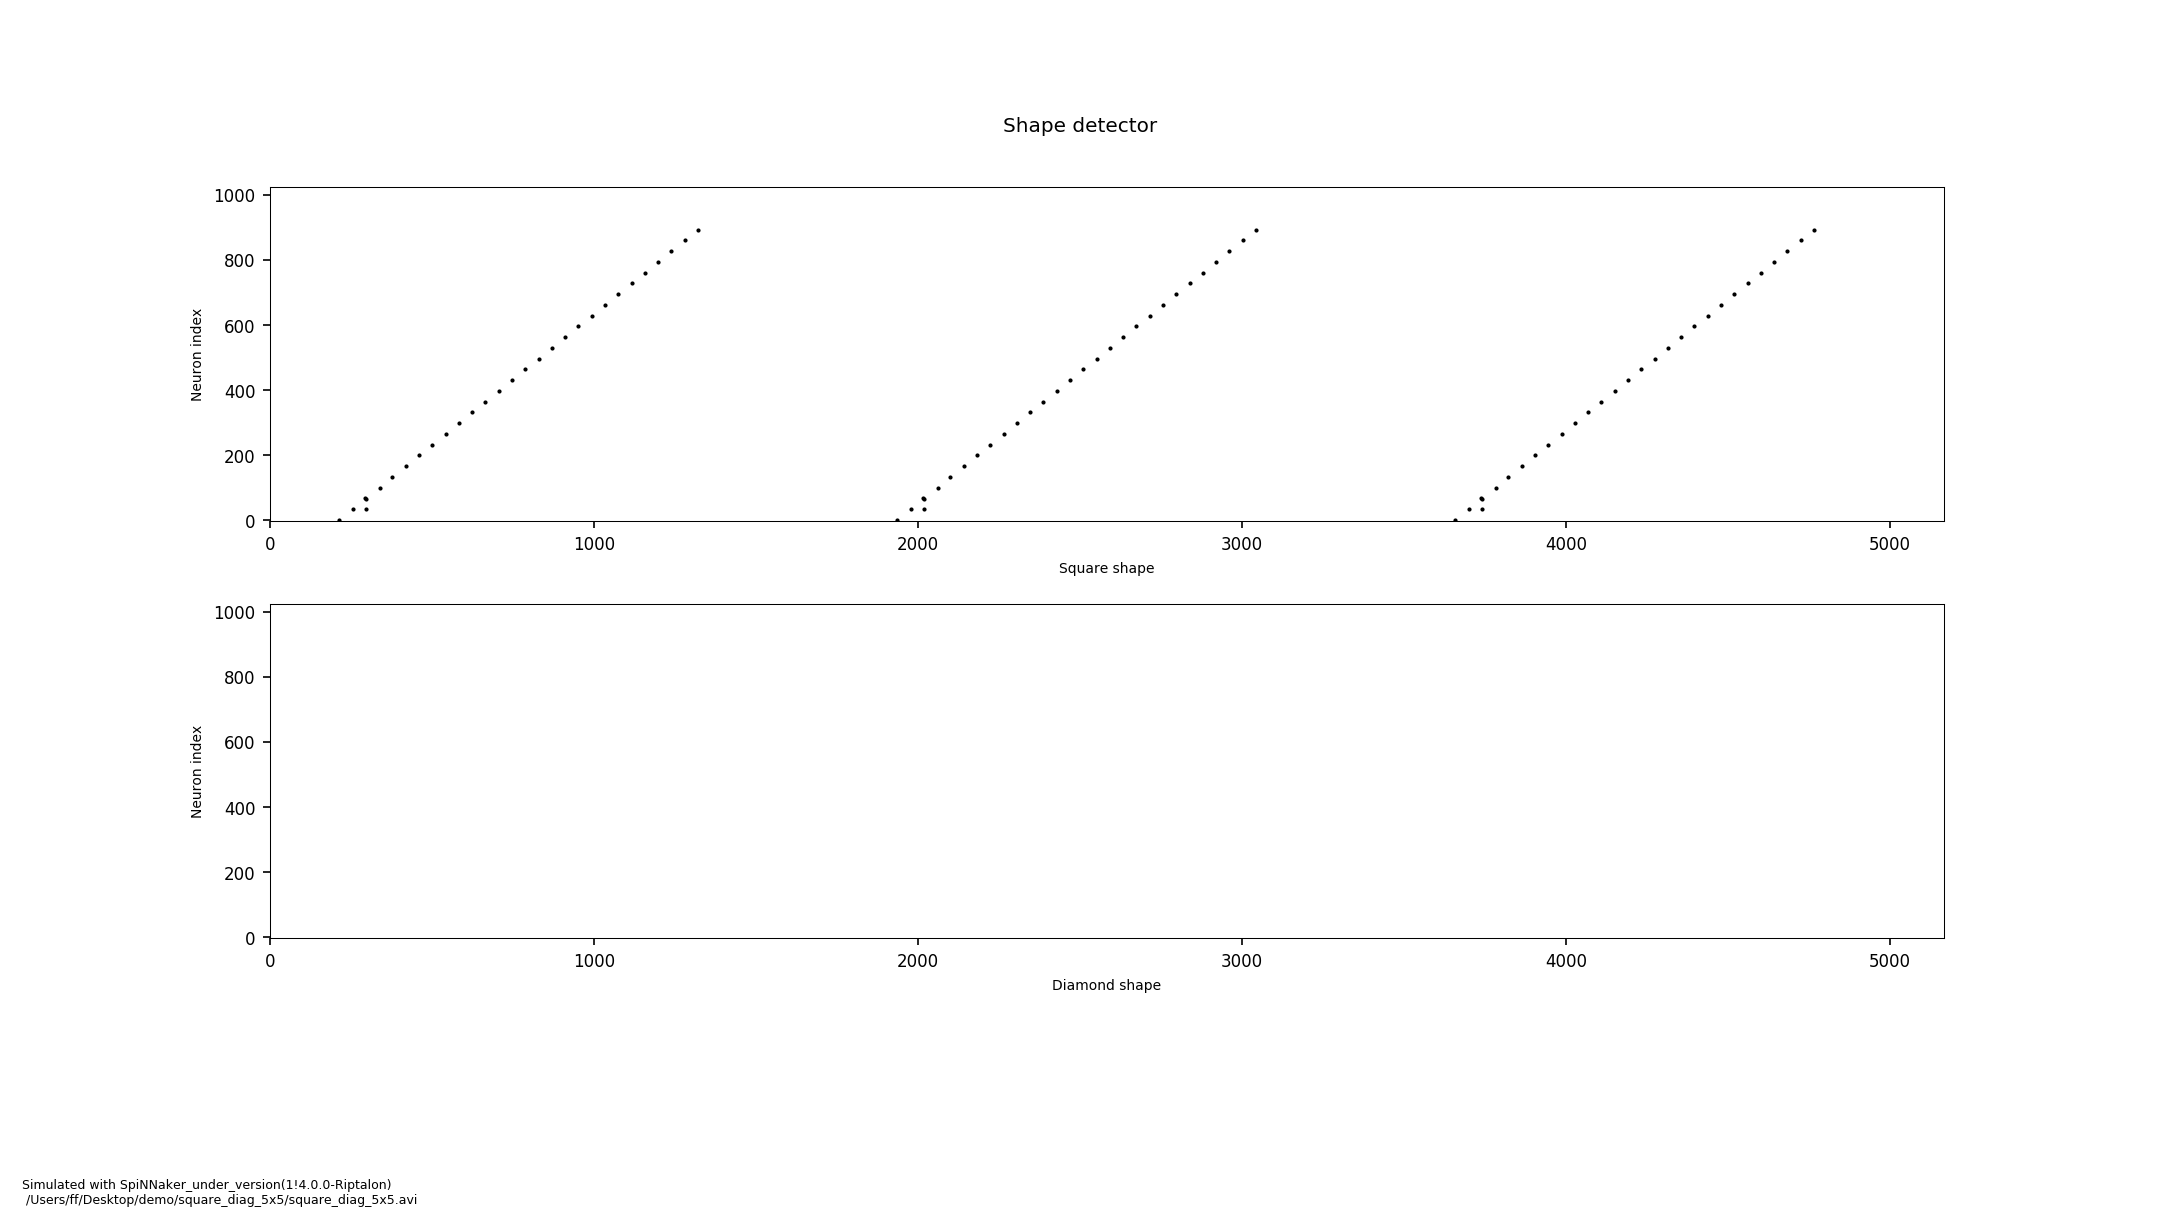 Shape detector
1000
800
600
400
200
0
Neuron index
0 1000 2000 3000 4000 5000
Square shape
1000
800
600
400
200
0
Neuron index
0 1000 2000 3000 4000 5000
Diamond shape
Simulated with SpiNNaker_under_version(1!4.0.0-Riptalon)
/Users/ff/Desktop/demo/square_diag_5x5/square_diag_5x5.avi